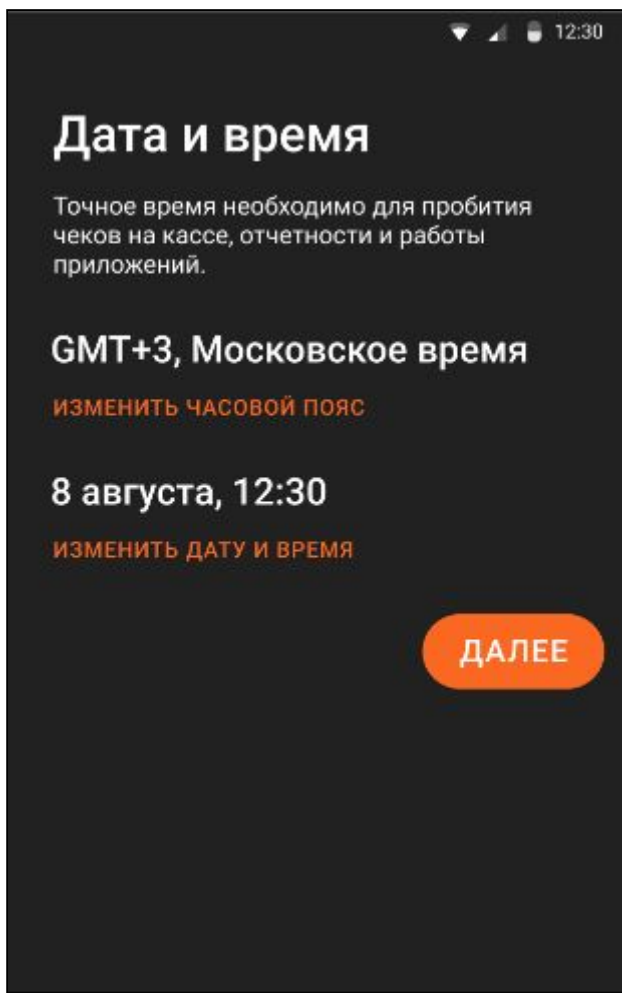 12:30
Дата и время
Точное время необходимо для пробития
чеков на кассе, отчетности и работы
приложений.
GMT+3, Московское время
ИЗМЕНИТЬ ЧАСОВОЙ ПОЯС
8 августа, 12:30
ИЗМЕНИТЬ ДАТУ И ВРЕМЯ
ДАЛЕЕ